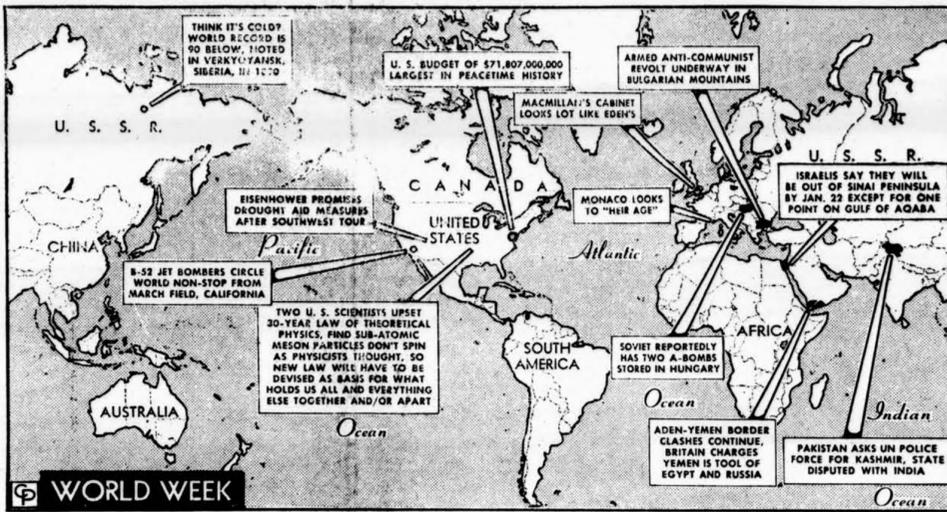 THINK IT'S COLD?
WORLD RECORD IS
90 BELOW, NOTED
IN VERKYOYANSK,
SIBERIA, IN
U. S. BUDGET OF $71,807,000,000
LARGEST IN PEACETIME HISTORY
ARMED ANTI-COMMUNIST
REVOLT UNDERWAY IN
BULGARIAN MOUNTAINS
MACMILLAN'S CABINET
LOOKS LOT LIKE EDEN'S
U. S. S. R.
U. S. S. R.
ISRAELIS SAY THEY WILL
BE OUT OF SINAI PENINSULA
BY JAN. 22 EXCEPT FOR ONE
POINT ON GULF OF AQABA
CANADA
EISENHOWER PROMISES
DROUGHT AID MEASURES
AFTER SOUTHWEST TOUR
MONACO LOOKS
TO "HEIR AGE"
UNITED
STATES
CHINA
Pacific
Atlantic
B-52 JET BOMBERS CIRCLE
WORLD NON-STOP FROM
MARCH FIELD, CALIFORNIA
TWO U. S. SCIENTISTS UPSET
30-YEAR LAW OF THEORETICAL
PHYSICS, FIND SUB-ATOMIC
MESON PARTICLES DON'T SPIN
AS PHYSICISTS THOUGHT, SO
NEW LAW WILL HAVE TO BE
DEVISED AS BASIS FOR WHAT
HOLDS US ALL AND EVERYTHING
ELSE TOGETHER AND/OR APART
SOUTH
AMERICA
SOVIET REPORTEDLY
HAS TWO A-BOMBS
STORED IN HUNGARY
AFRICA
AUSTRALIA
Ocean
Ocean
Indian
ADEN-YEMEN BORDER
CLASHES CONTINUE,
BRITAIN CHARGES
YEMEN IS TOOL OF
EGYPT AND RUSSIA
PAKISTAN ASKS UN POLICE
FORCE FOR KASHMIR, STATE
DISPUTED WITH INDIA
Ocean
CP WORLD WEEK